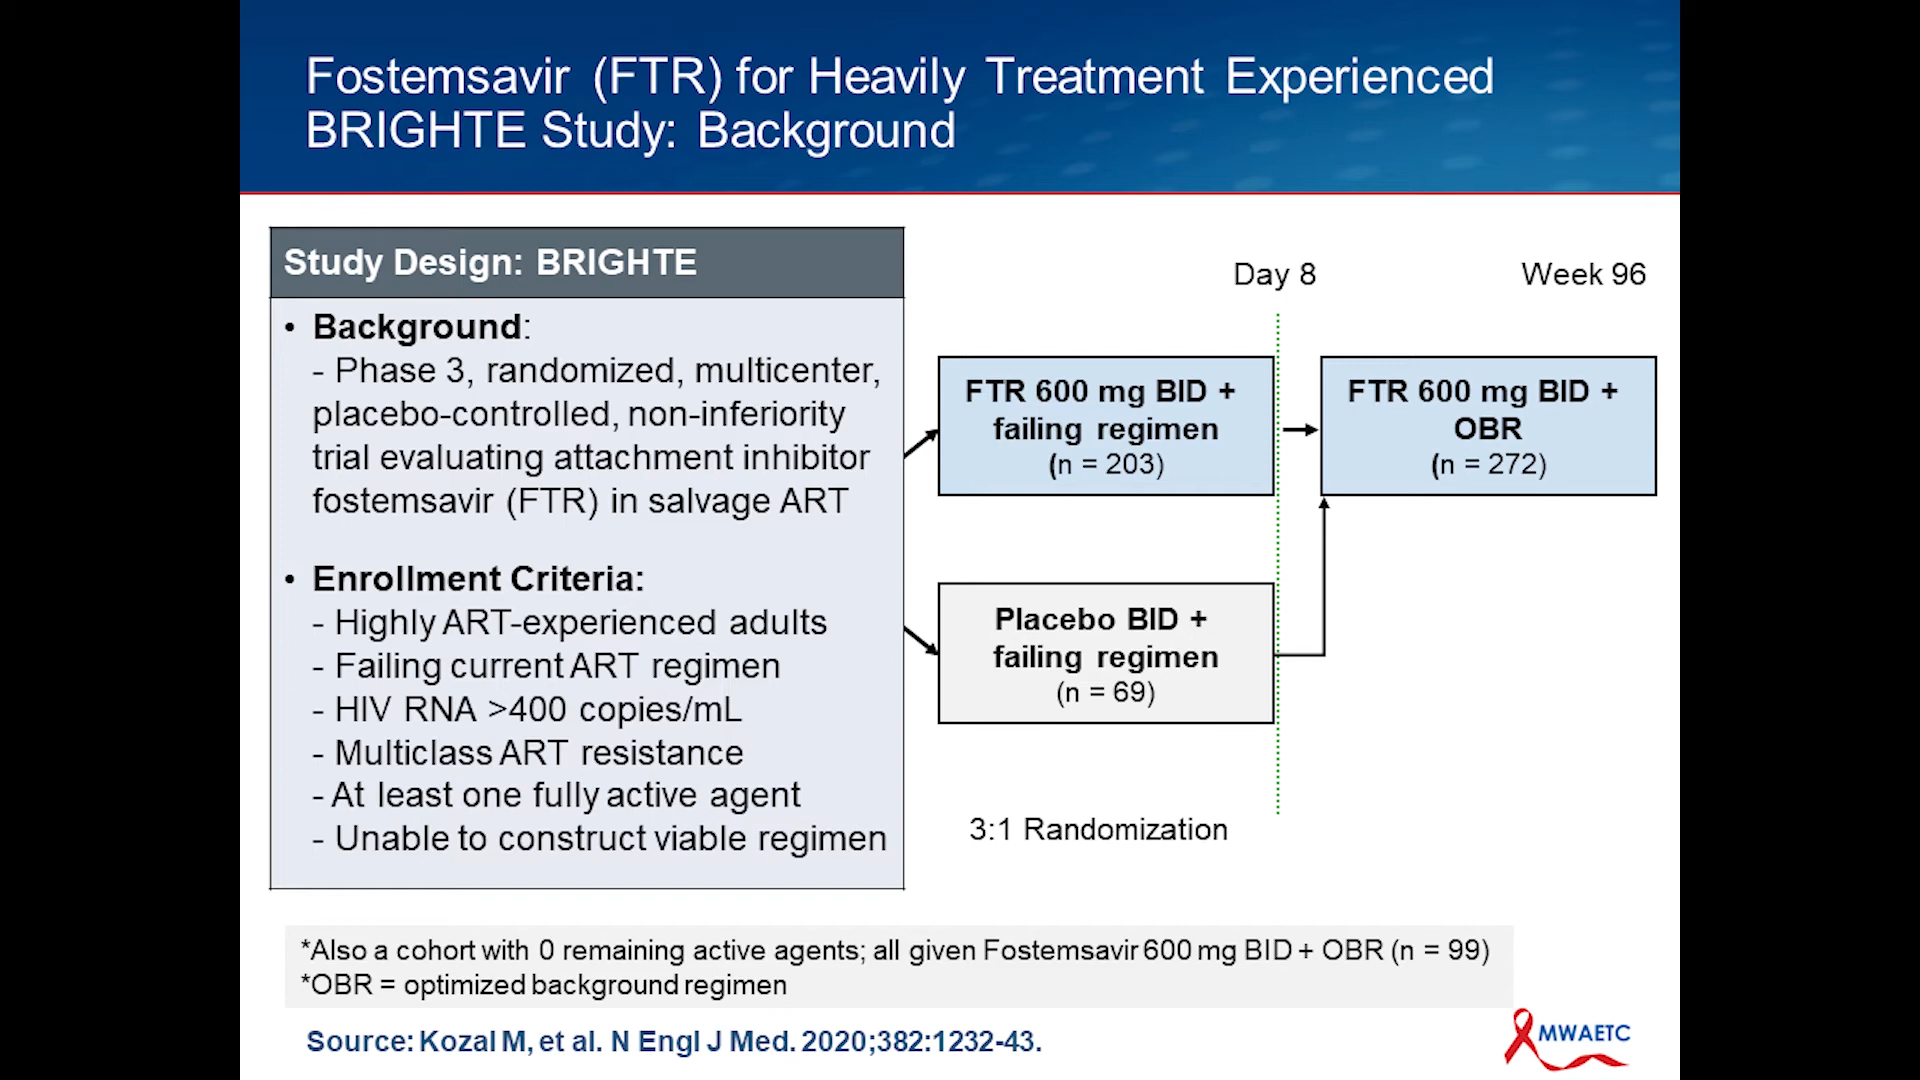 Fostemsavir (FTR) for Heavily Treatment Experienced
BRIGHTE Study: Background
Study Design: BRIGHTE
• Background:
- Phase 3, randomized, multicenter,
placebo-controlled, non-inferiority
trial evaluating attachment inhibitor
fostemsavir (FTR) in salvage ART
• Enrollment Criteria:
- Highly ART-experienced adults
- Failing current ART regimen
- HIV RNA >400 copies/mL
- Multiclass ART resistance
- At least one fully active agent
- Unable to construct viable regimen
Day 8
Week 96
FTR 600 mg BID +
failing regimen
(n = 203)
FTR 600 mg BID +
OBR
(n = 272)
Placebo BID +
failing regimen
(n = 69)
3:1 Randomization
*Also a cohort with 0 remaining active agents; all given Fostemsavir 600 mg BID + OBR (n = 99)
*OBR = optimized background regimen
Source: Kozal M, et al. N Engl J Med. 2020;382:1232-43.
MWAETC